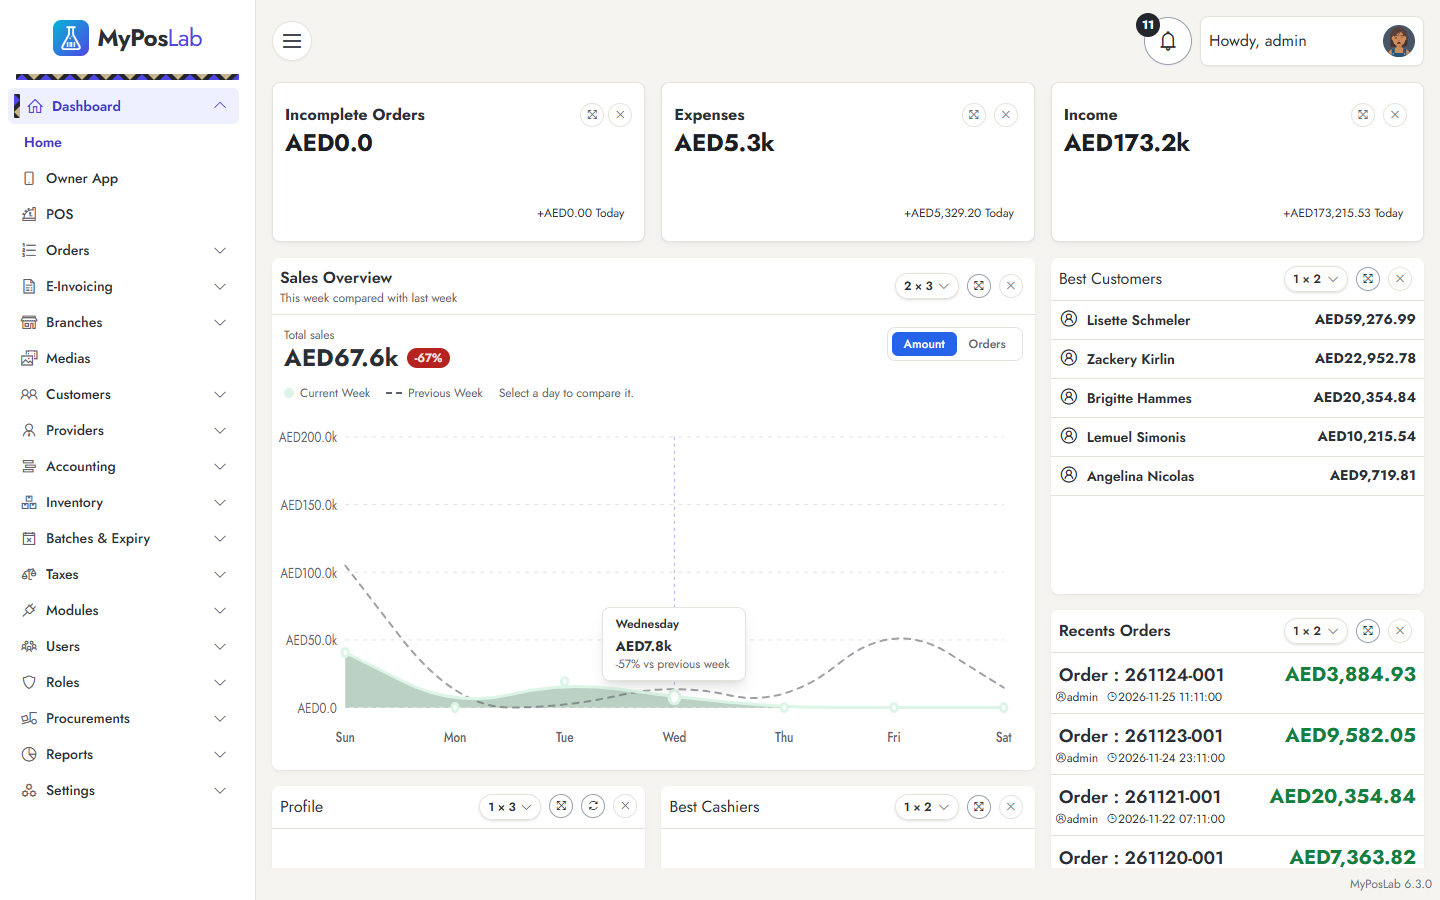 MyPosLab
Dashboard
Home
Owner App
POS
Orders
E-Invoicing
Branches
Medias
Customers
Providers
Accounting
Inventory
Batches & Expiry
Taxes
Modules
Users
Roles
Procurements
Reports
Settings
11
Howdy, admin
Incomplete Orders
AED0.0
+AED0.00 Today
Expenses
AED5.3k
+AED5,329.20 Today
Income
AED173.2k
+AED173,215.53 Today
Sales Overview
This week compared with last week
2 × 3
Total sales
AED67.6k -67%
Amount Orders
Current Week Previous Week Select a day to compare it.
AED200.0k
AED150.0k
AED100.0k
AED50.0k
AED0.0
Wednesday
AED7.8k
-57% vs previous week
Sun Mon Tue Wed Thu Fri Sat
Best Customers 1 × 2
Lisette Schmeler AED59,276.99
Zackery Kirlin AED22,952.78
Brigitte Hammes AED20,354.84
Lemuel Simonis AED10,215.54
Angelina Nicolas AED9,719.81
Recents Orders 1 × 2
Order : 261124-001 AED3,884.93
admin 2026-11-25 11:11:00
Order : 261123-001 AED9,582.05
admin 2026-11-24 23:11:00
Order : 261121-001 AED20,354.84
admin 2026-11-22 07:11:00
Order : 261120-001 AED7,363.82
Profile 1 × 3
Best Cashiers 1 × 2
MyPosLab 6.3.0